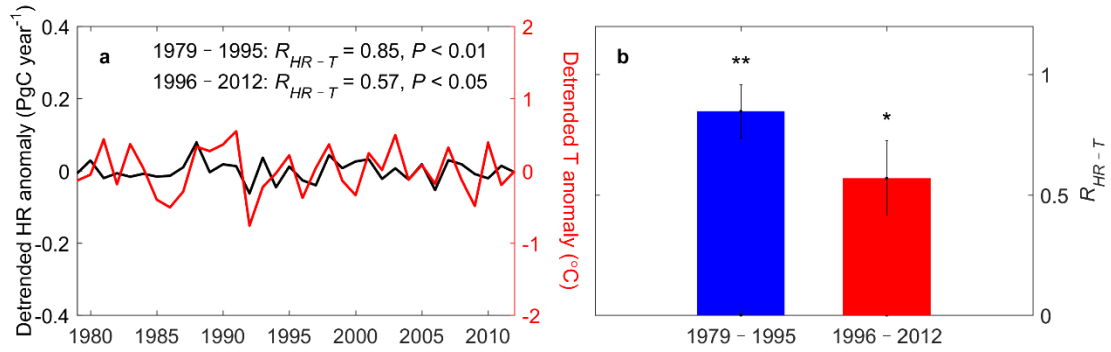 a
1979 – 1995: R_HR – T = 0.85, P < 0.01
1996 – 2012: R_HR – T = 0.57, P < 0.05
Detrended HR anomaly (PgC year⁻¹)
0.4
0.2
0
-0.2
-0.4
1980 1985 1990 1995 2000 2005 2010
2
1
0
-1
-2
Detrended T anomaly (°C)
b
**
*
1979 – 1995 1996 – 2012
1
0.5
0
R_HR – T